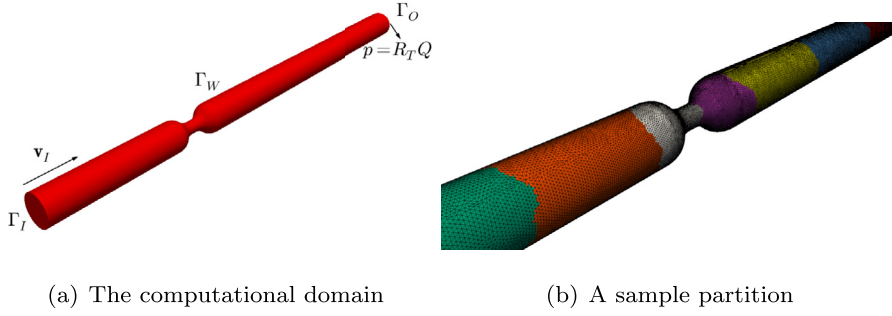 Γ_O
p = R_T Q
Γ_W
v_I
Γ_I
(a) The computational domain
(b) A sample partition